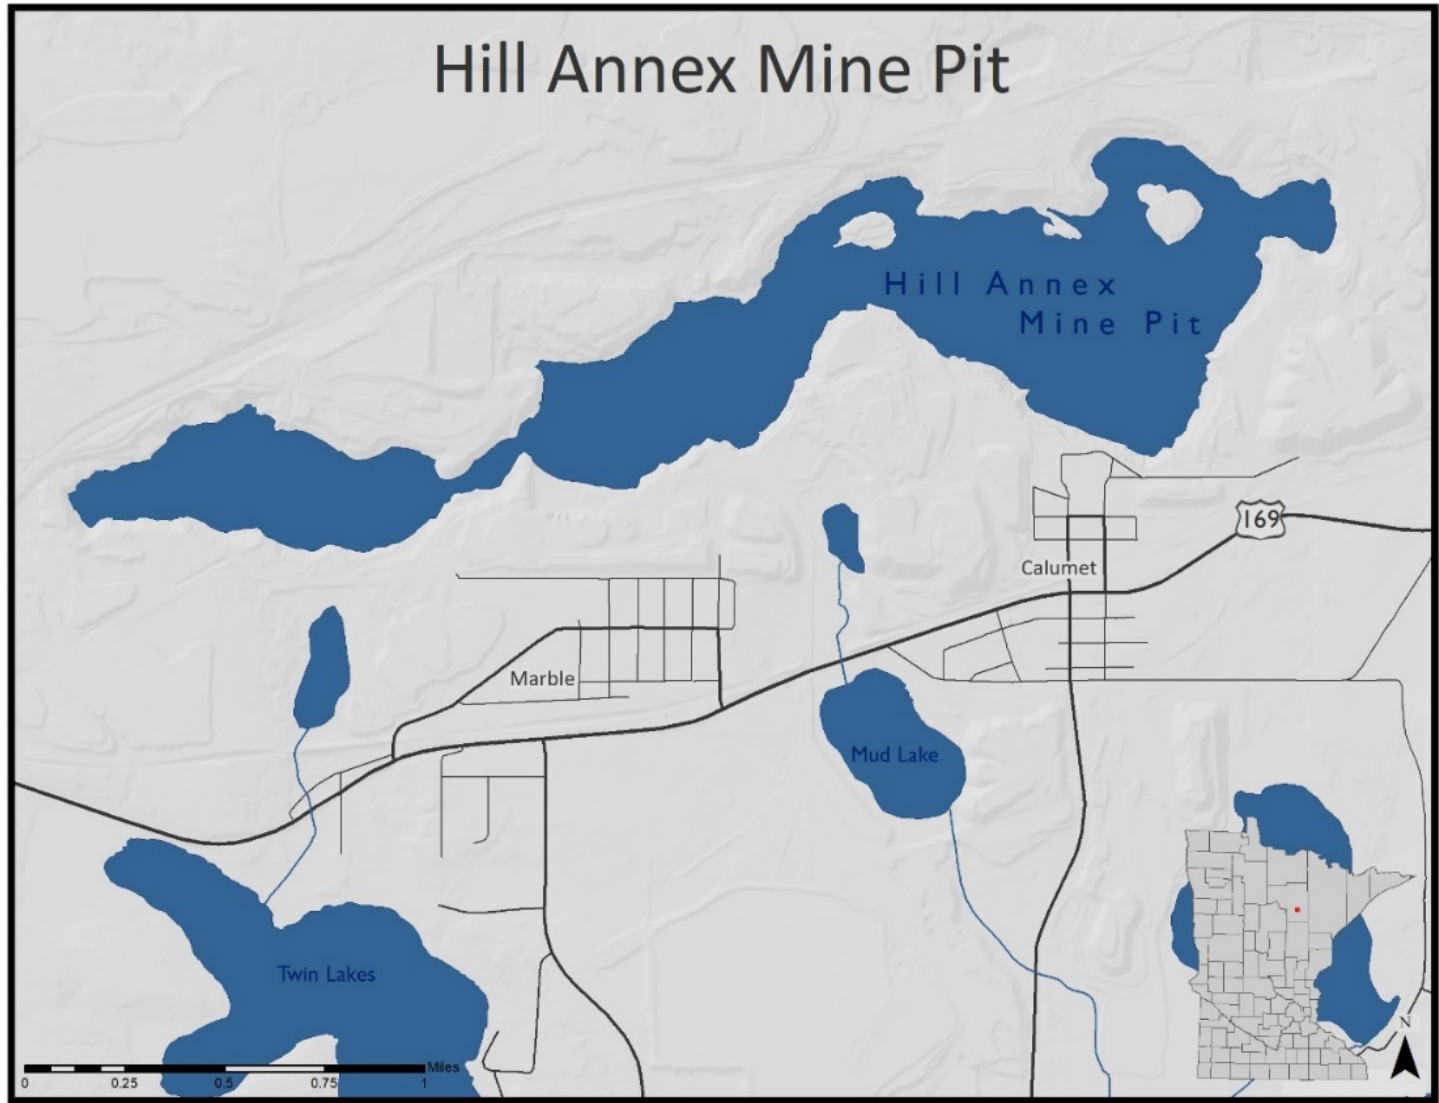 Hill Annex Mine Pit
Hill Annex
Mine Pit
169
Calumet
Marble
Mud Lake
Twin Lakes
N
Miles
0 0.25 0.5 0.75 1